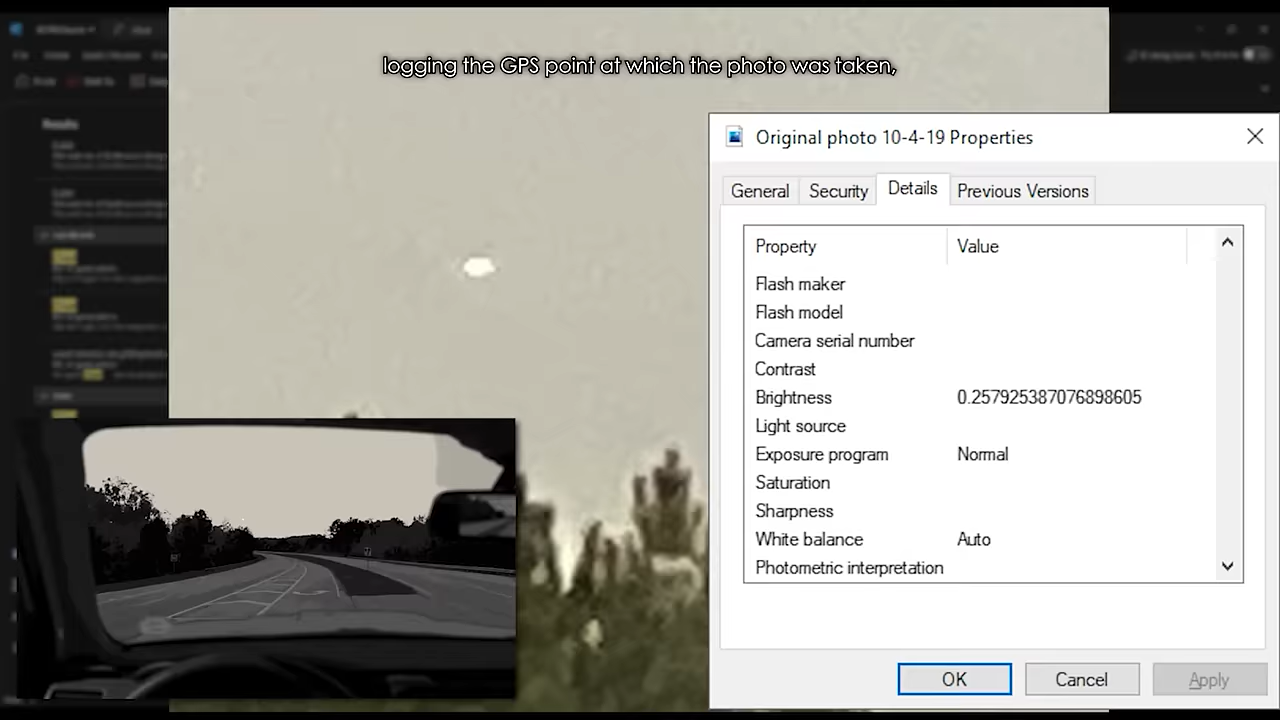 logging the GPS point at which the photo was taken,
Original photo 10-4-19 Properties
General Security Details Previous Versions
Property Value
Flash maker
Flash model
Camera serial number
Contrast
Brightness 0.257925387076898605
Light source
Exposure program Normal
Saturation
Sharpness
White balance Auto
Photometric interpretation
OK Cancel Apply